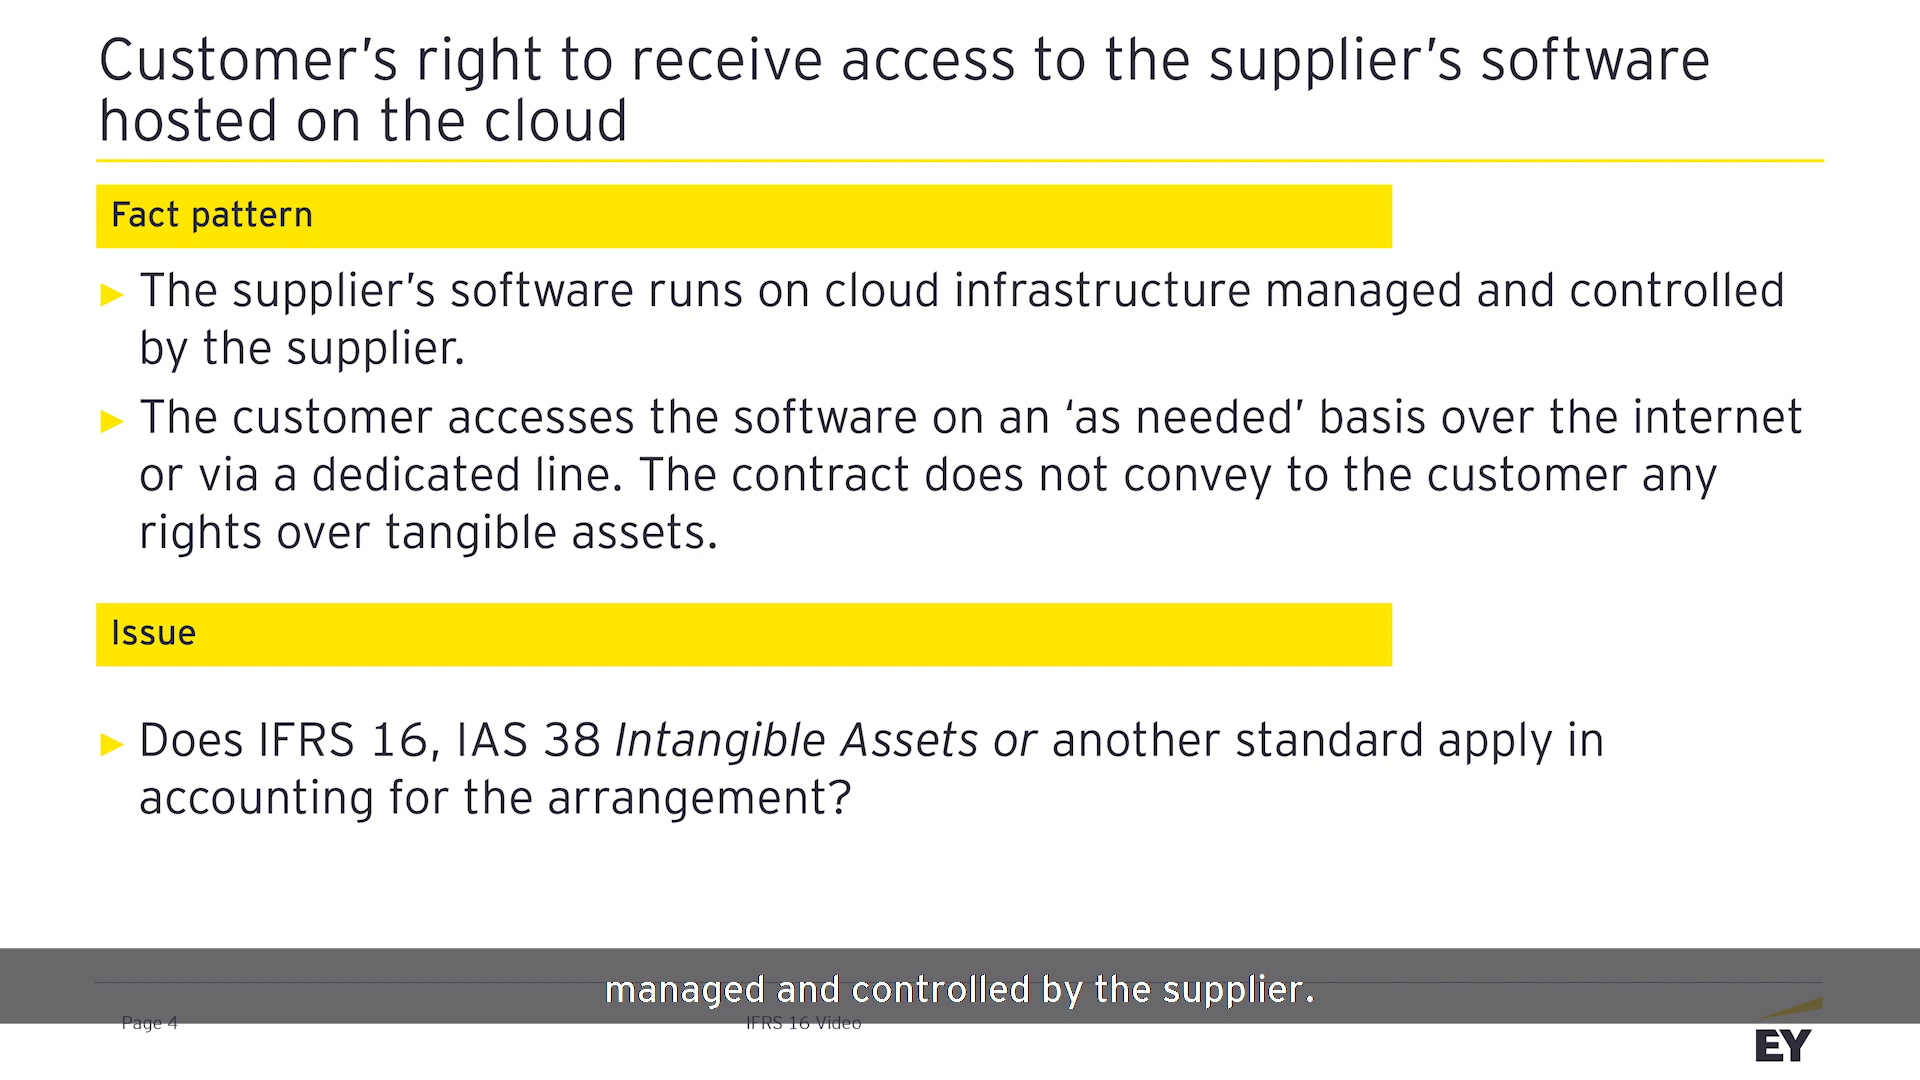 Customer’s right to receive access to the supplier’s software
hosted on the cloud
Fact pattern
► The supplier’s software runs on cloud infrastructure managed and controlled
by the supplier.
► The customer accesses the software on an ‘as needed’ basis over the internet
or via a dedicated line. The contract does not convey to the customer any
rights over tangible assets.
Issue
► Does IFRS 16, IAS 38 Intangible Assets or another standard apply in
accounting for the arrangement?
managed and controlled by the supplier.
Page 4
IFRS 16 Video
EY